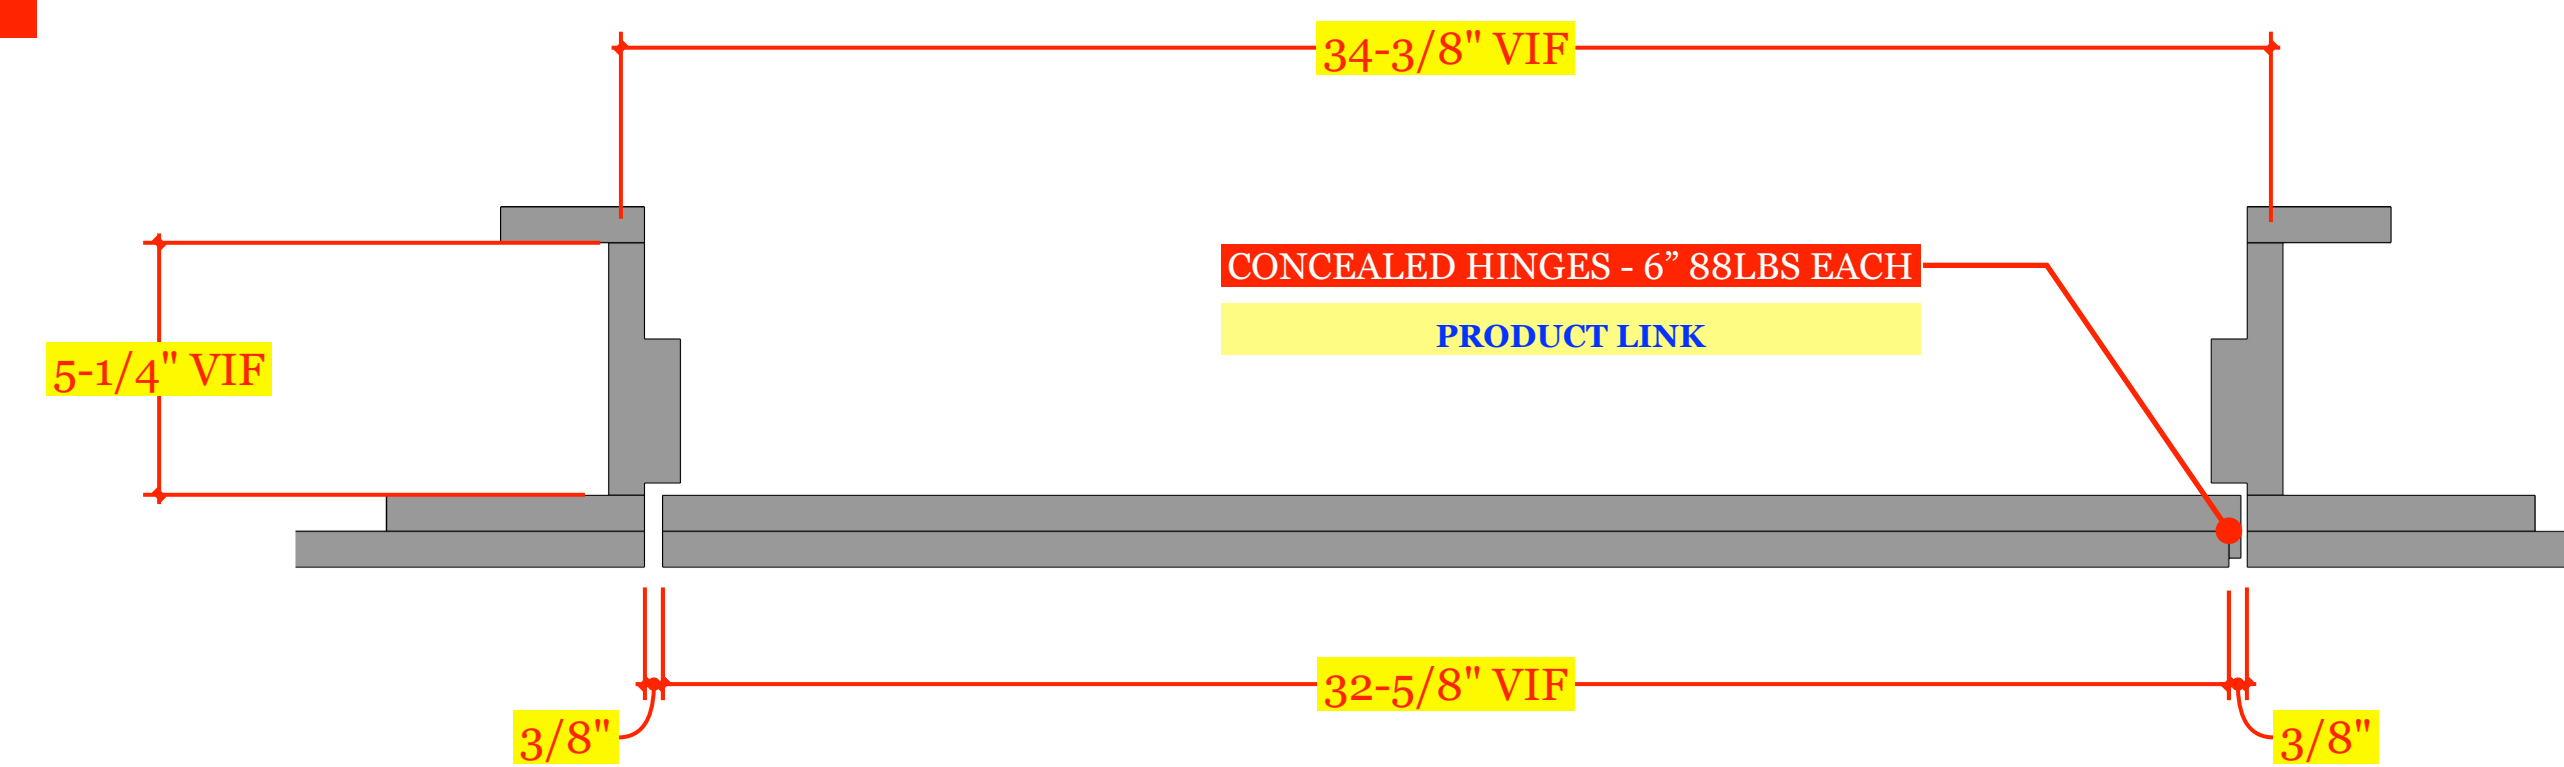 34-3/8" VIF
CONCEALED HINGES - 6” 88LBS EACH
PRODUCT LINK
5-1/4" VIF
32-5/8" VIF
3/8"
3/8"